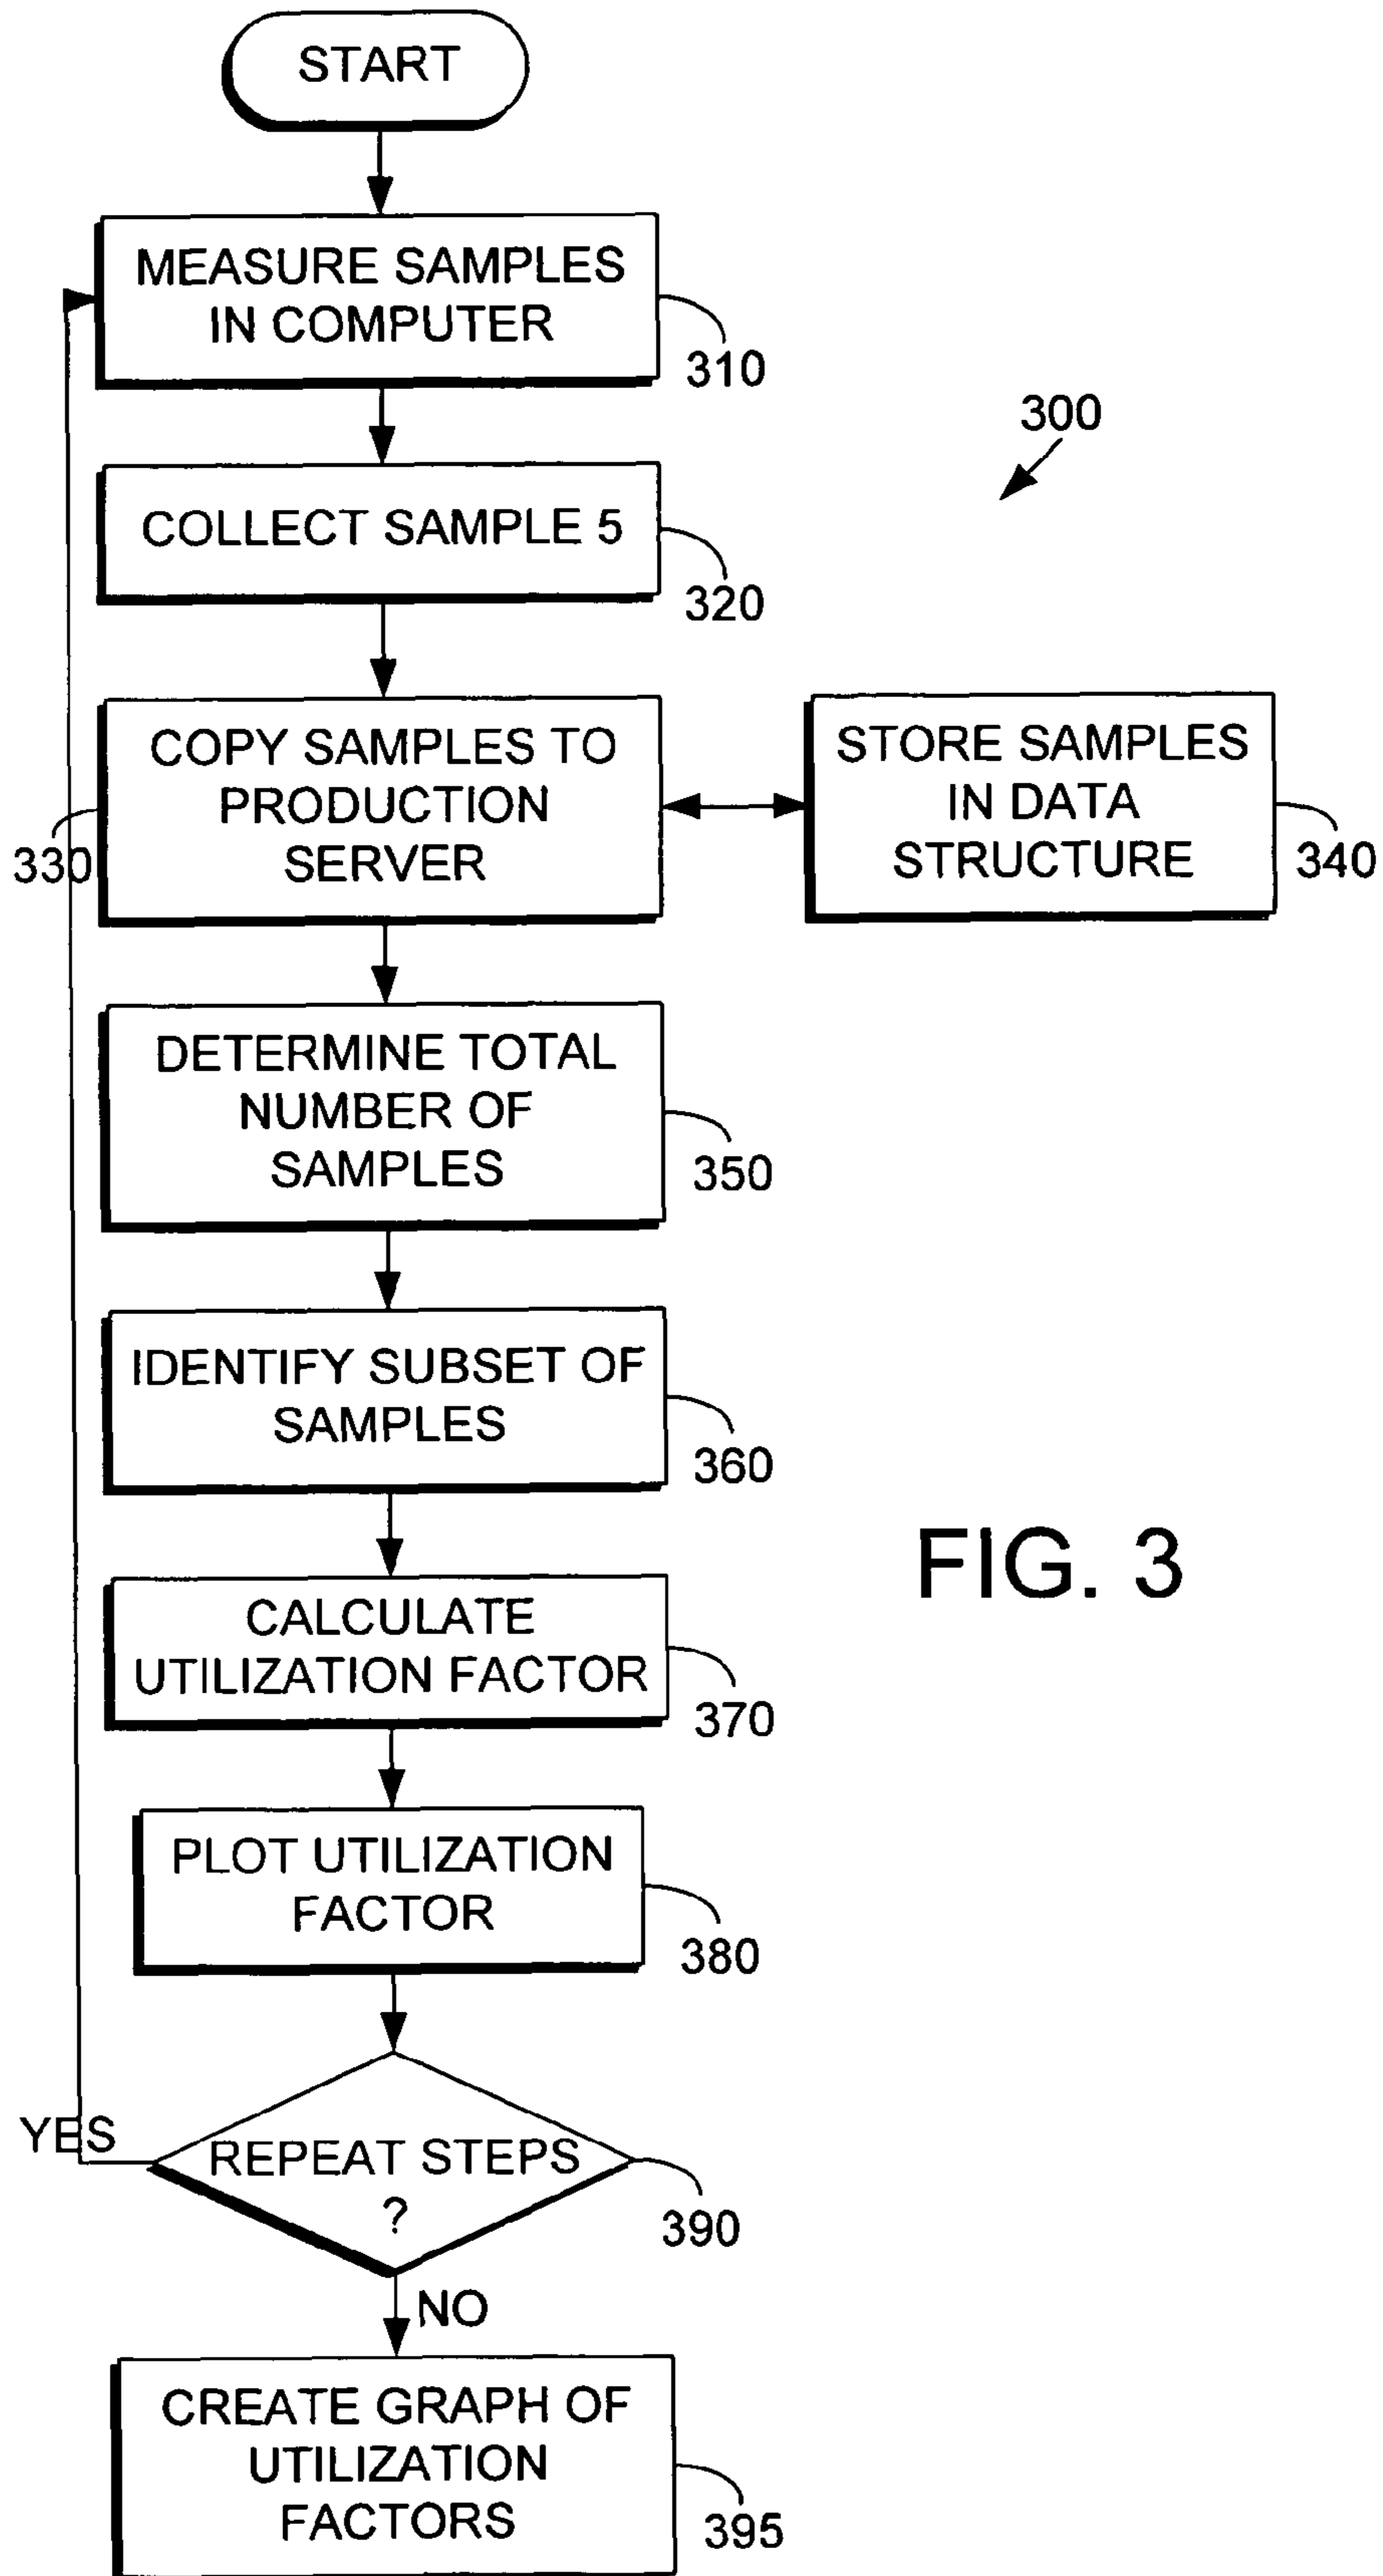 START
MEASURE SAMPLES
IN COMPUTER
310
300
COLLECT SAMPLE 5
320
COPY SAMPLES TO
PRODUCTION
SERVER
330
STORE SAMPLES
IN DATA
STRUCTURE
340
DETERMINE TOTAL
NUMBER OF
SAMPLES
350
IDENTIFY SUBSET OF
SAMPLES
360
FIG. 3
CALCULATE
UTILIZATION FACTOR
370
PLOT UTILIZATION
FACTOR
380
YES
REPEAT STEPS
?
390
NO
CREATE GRAPH OF
UTILIZATION
FACTORS
395